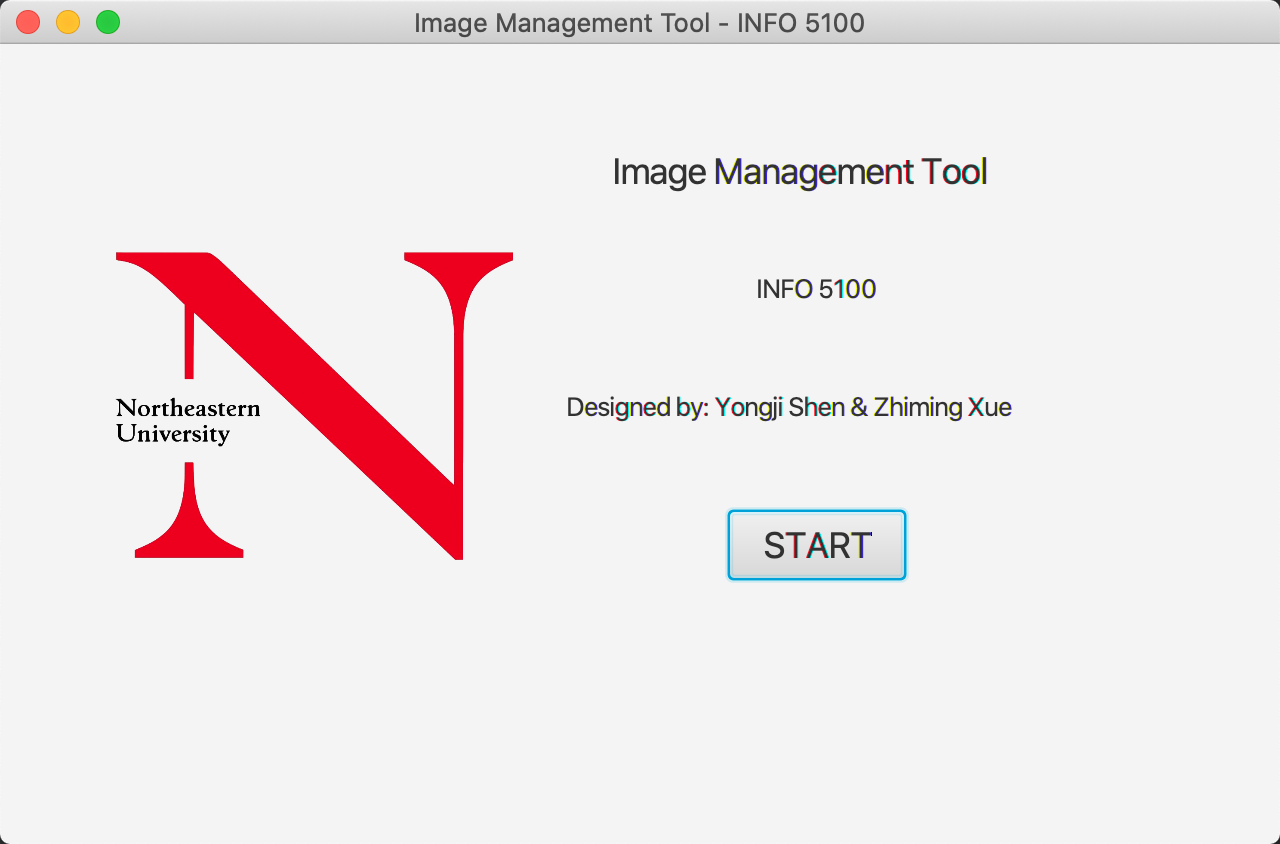 Image Management Tool - INFO 5100
Image Management Tool
INFO 5100
Northeastern
University
Designed by: Yongji Shen & Zhiming Xue
START